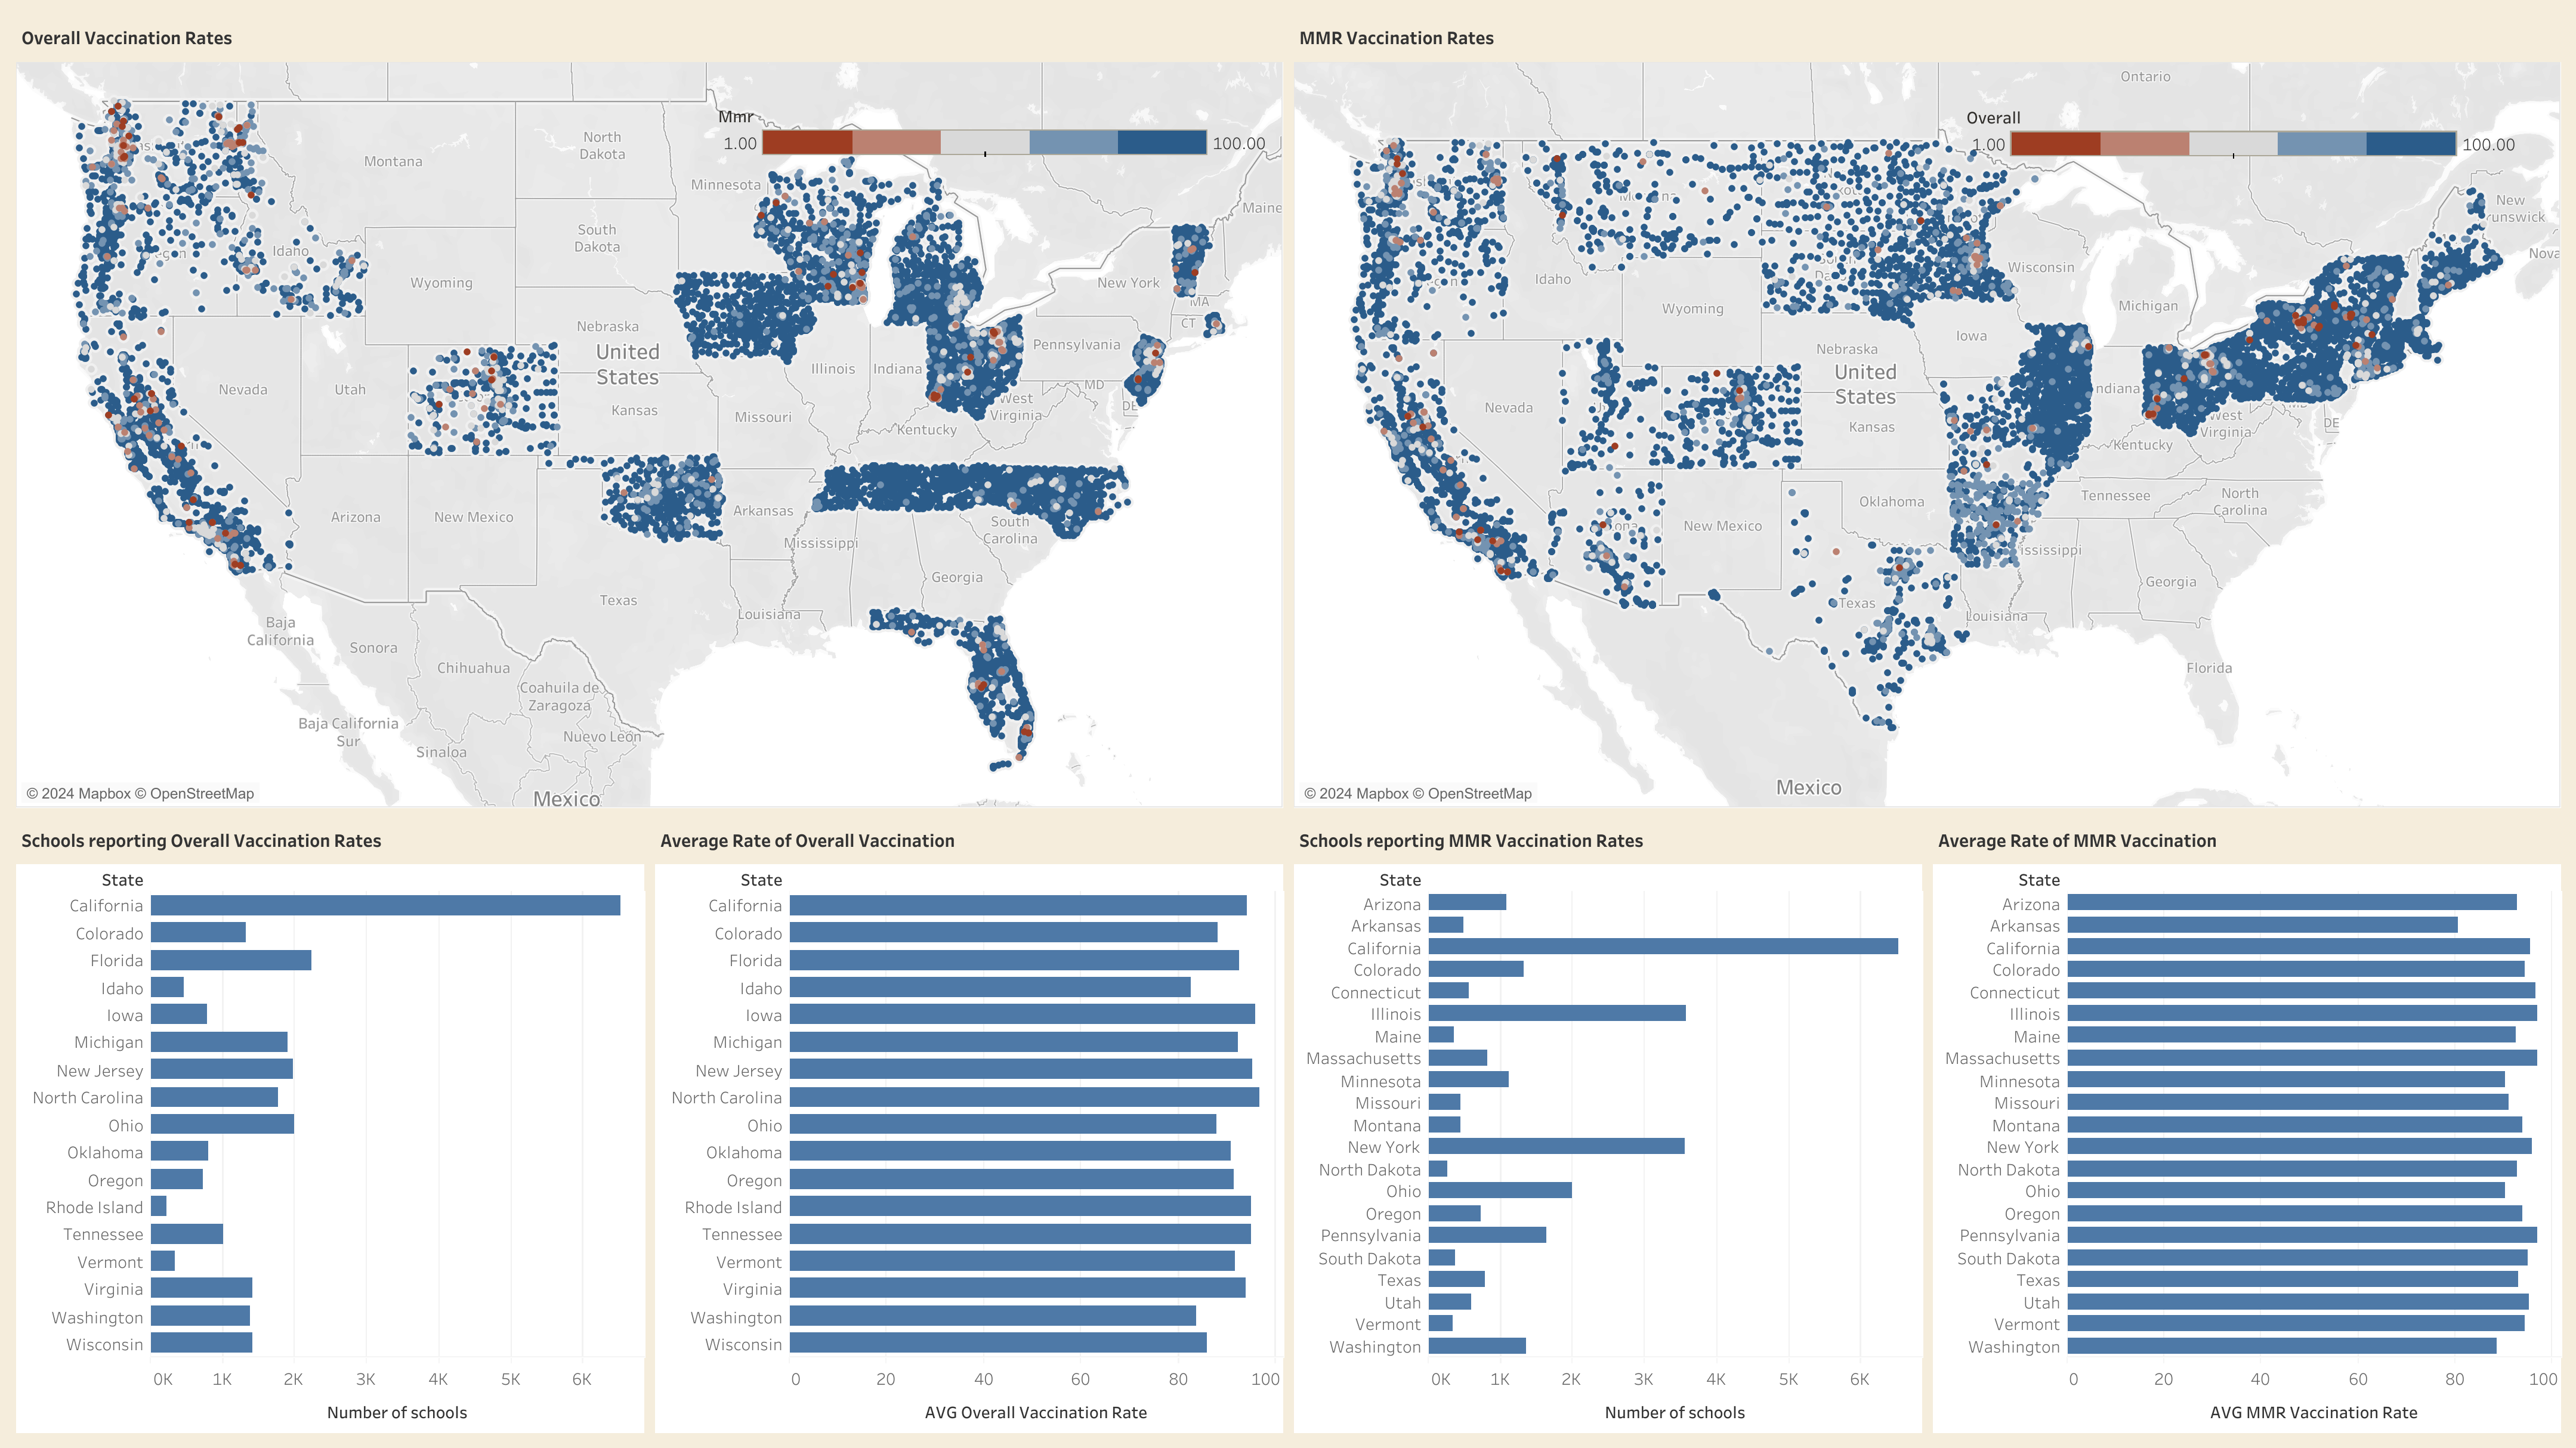 Overall Vaccination Rates
Mmr
1.00
100.00
Montana
North
Dakota
Minnesota
Maine
South
Dakota
Idaho
Wyoming
New York
MA
CT
Nebraska
United
States
Pennsylvania
Nevada
Utah
Illinois
Indiana
MD
Kansas
Missouri
West
Virginia
DE
Kentucky
Arizona
New Mexico
Arkansas
South
Carolina
Mississippi
Georgia
Texas
Louisiana
Baja
California
Sonora
Chihuahua
Coahuila de
Zaragoza
Baja California
Sur
Sinaloa
Nuevo León
Mexico
© 2024 Mapbox © OpenStreetMap
MMR Vaccination Rates
Ontario
Overall
1.00
100.00
New
Idaho
Wisconsin
Wyoming
Michigan
Iowa
Nebraska
United
States
Nevada
Kansas
Kentucky
Virginia
DE
Oklahoma
Tennessee
North
Carolina
New Mexico
Georgia
Texas
Louisiana
Florida
Mexico
© 2024 Mapbox © OpenStreetMap
Schools reporting Overall Vaccination Rates
State
California
Colorado
Florida
Idaho
Iowa
Michigan
New Jersey
North Carolina
Ohio
Oklahoma
Oregon
Rhode Island
Tennessee
Vermont
Virginia
Washington
Wisconsin
0K 1K 2K 3K 4K 5K 6K
Number of schools
Average Rate of Overall Vaccination
State
California
Colorado
Florida
Idaho
Iowa
Michigan
New Jersey
North Carolina
Ohio
Oklahoma
Oregon
Rhode Island
Tennessee
Vermont
Virginia
Washington
Wisconsin
0 20 40 60 80 100
AVG Overall Vaccination Rate
Schools reporting MMR Vaccination Rates
State
Arizona
Arkansas
California
Colorado
Connecticut
Illinois
Maine
Massachusetts
Minnesota
Missouri
Montana
New York
North Dakota
Ohio
Oregon
Pennsylvania
South Dakota
Texas
Utah
Vermont
Washington
0K 1K 2K 3K 4K 5K 6K
Number of schools
Average Rate of MMR Vaccination
State
Arizona
Arkansas
California
Colorado
Connecticut
Illinois
Maine
Massachusetts
Minnesota
Missouri
Montana
New York
North Dakota
Ohio
Oregon
Pennsylvania
South Dakota
Texas
Utah
Vermont
Washington
0 20 40 60 80 100
AVG MMR Vaccination Rate